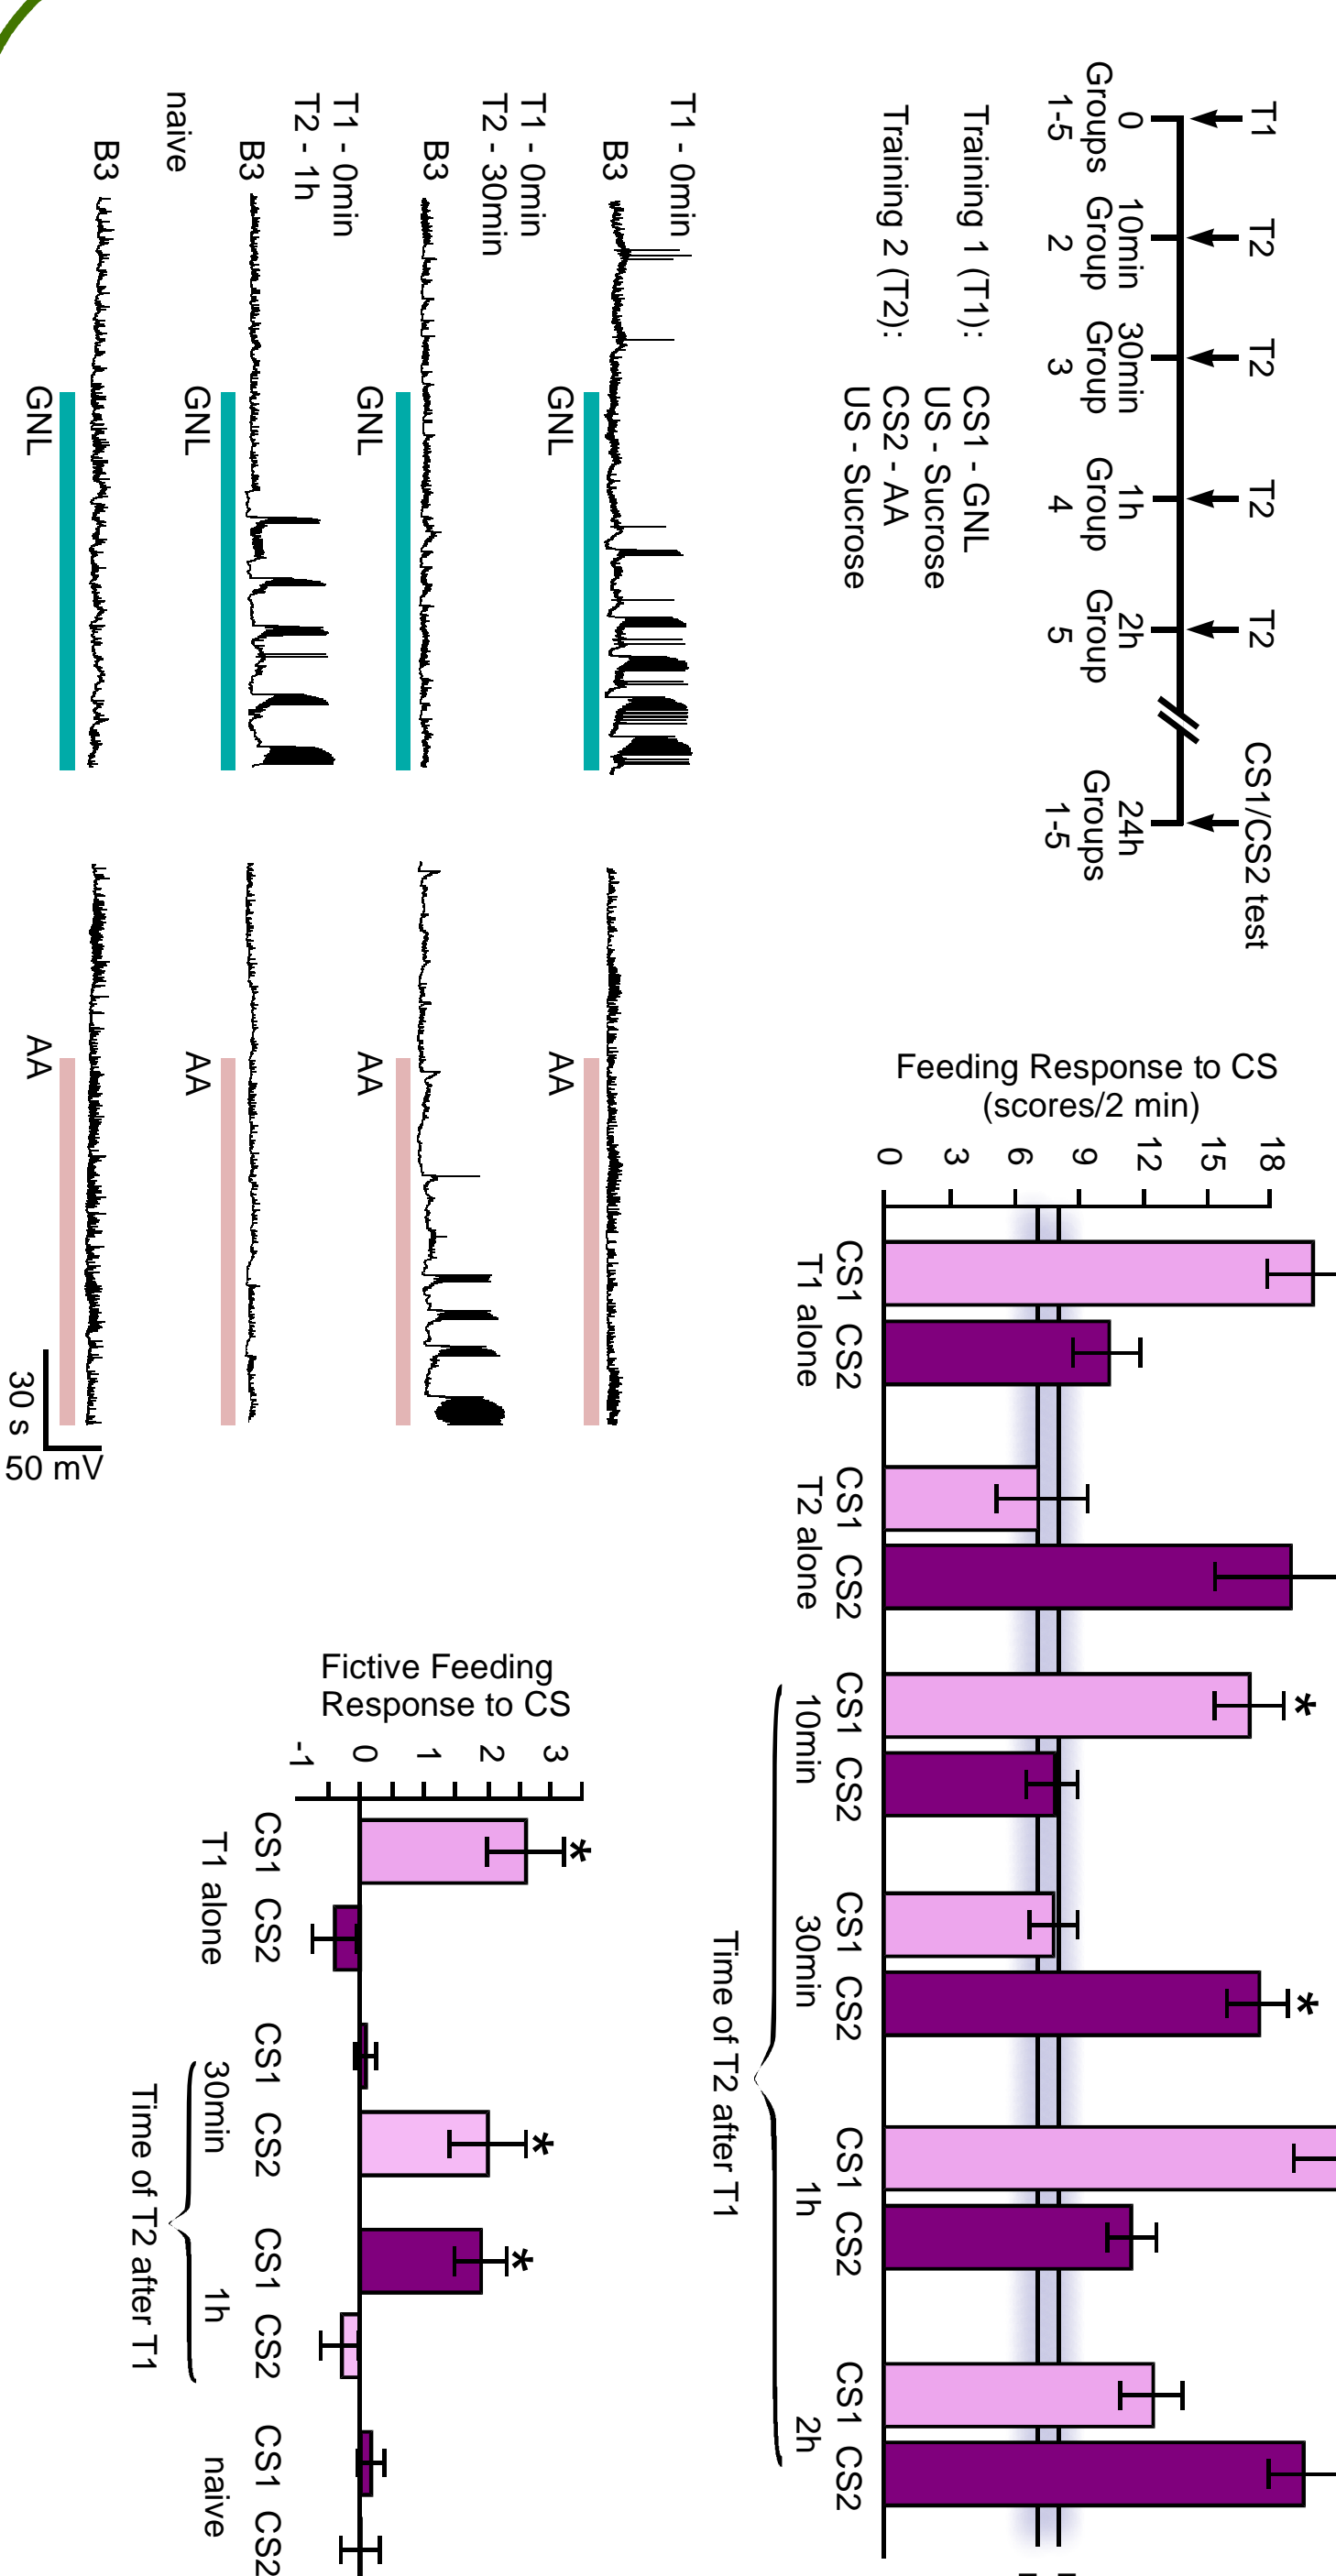 T1
T2
T2
T2
T2
CS1/CS2 test
0
10min
30min
1h
2h
24h
Groups
1-5
Group
2
Group
3
Group
4
Group
5
Groups
1-5
Training 1 (T1):
CS1 - GNL
US - Sucrose
Training 2 (T2):
CS2 - AA
US - Sucrose
Feeding Response to CS
(scores/2 min)
0
3
6
9
12
15
18
*
*
CS1
CS2
CS1
CS2
CS1
CS2
CS1
CS2
CS1
CS2
CS1
CS2
T1 alone
T2 alone
10min
30min
1h
2h
Time of T2 after T1
T1 - 0min
B3
GNL
AA
T1 - 0min
T2 - 30min
B3
GNL
AA
T1 - 0min
T2 - 1h
B3
GNL
AA
naive
B3
GNL
AA
30 s
50 mV
Fictive Feeding
Response to CS
-1
0
1
2
3
*
*
*
CS1
CS2
CS1
CS2
CS1
CS2
CS1
CS2
T1 alone
30min
1h
naive
Time of T2 after T1